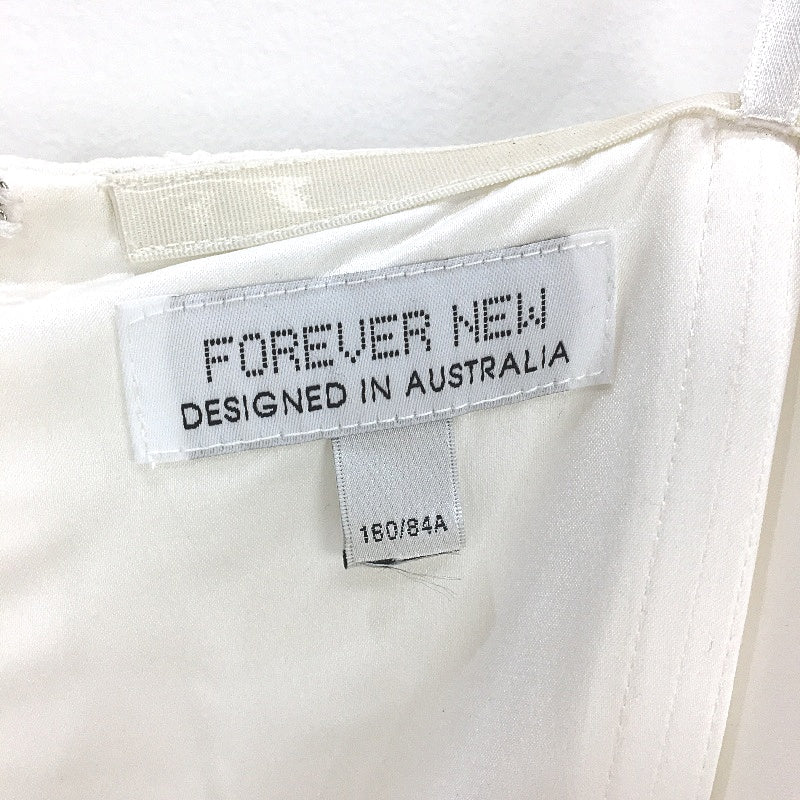 FOREVER NEW
DESIGNED IN AUSTRALIA
160/84A